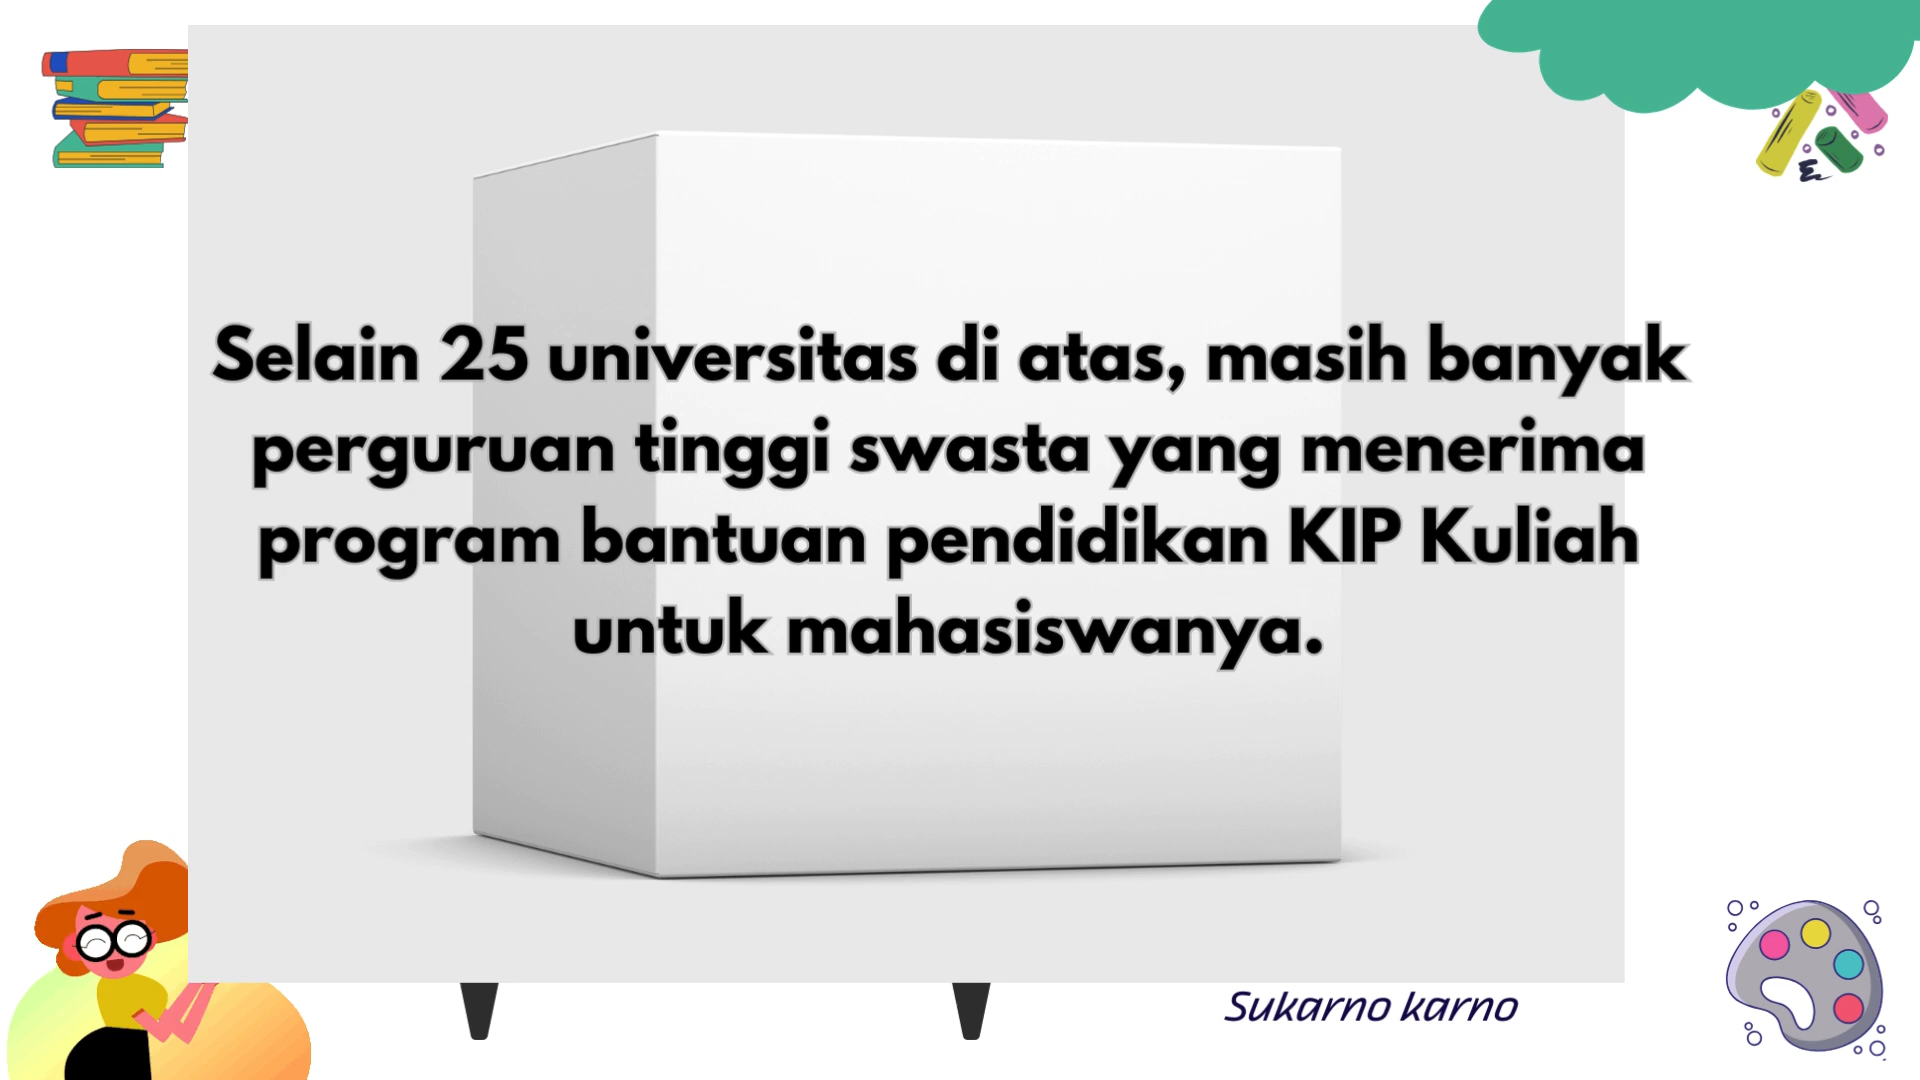 Selain 25 universitas di atas, masih banyak
perguruan tinggi swasta yang menerima
program bantuan pendidikan KIP Kuliah
untuk mahasiswanya.
Sukarno karno